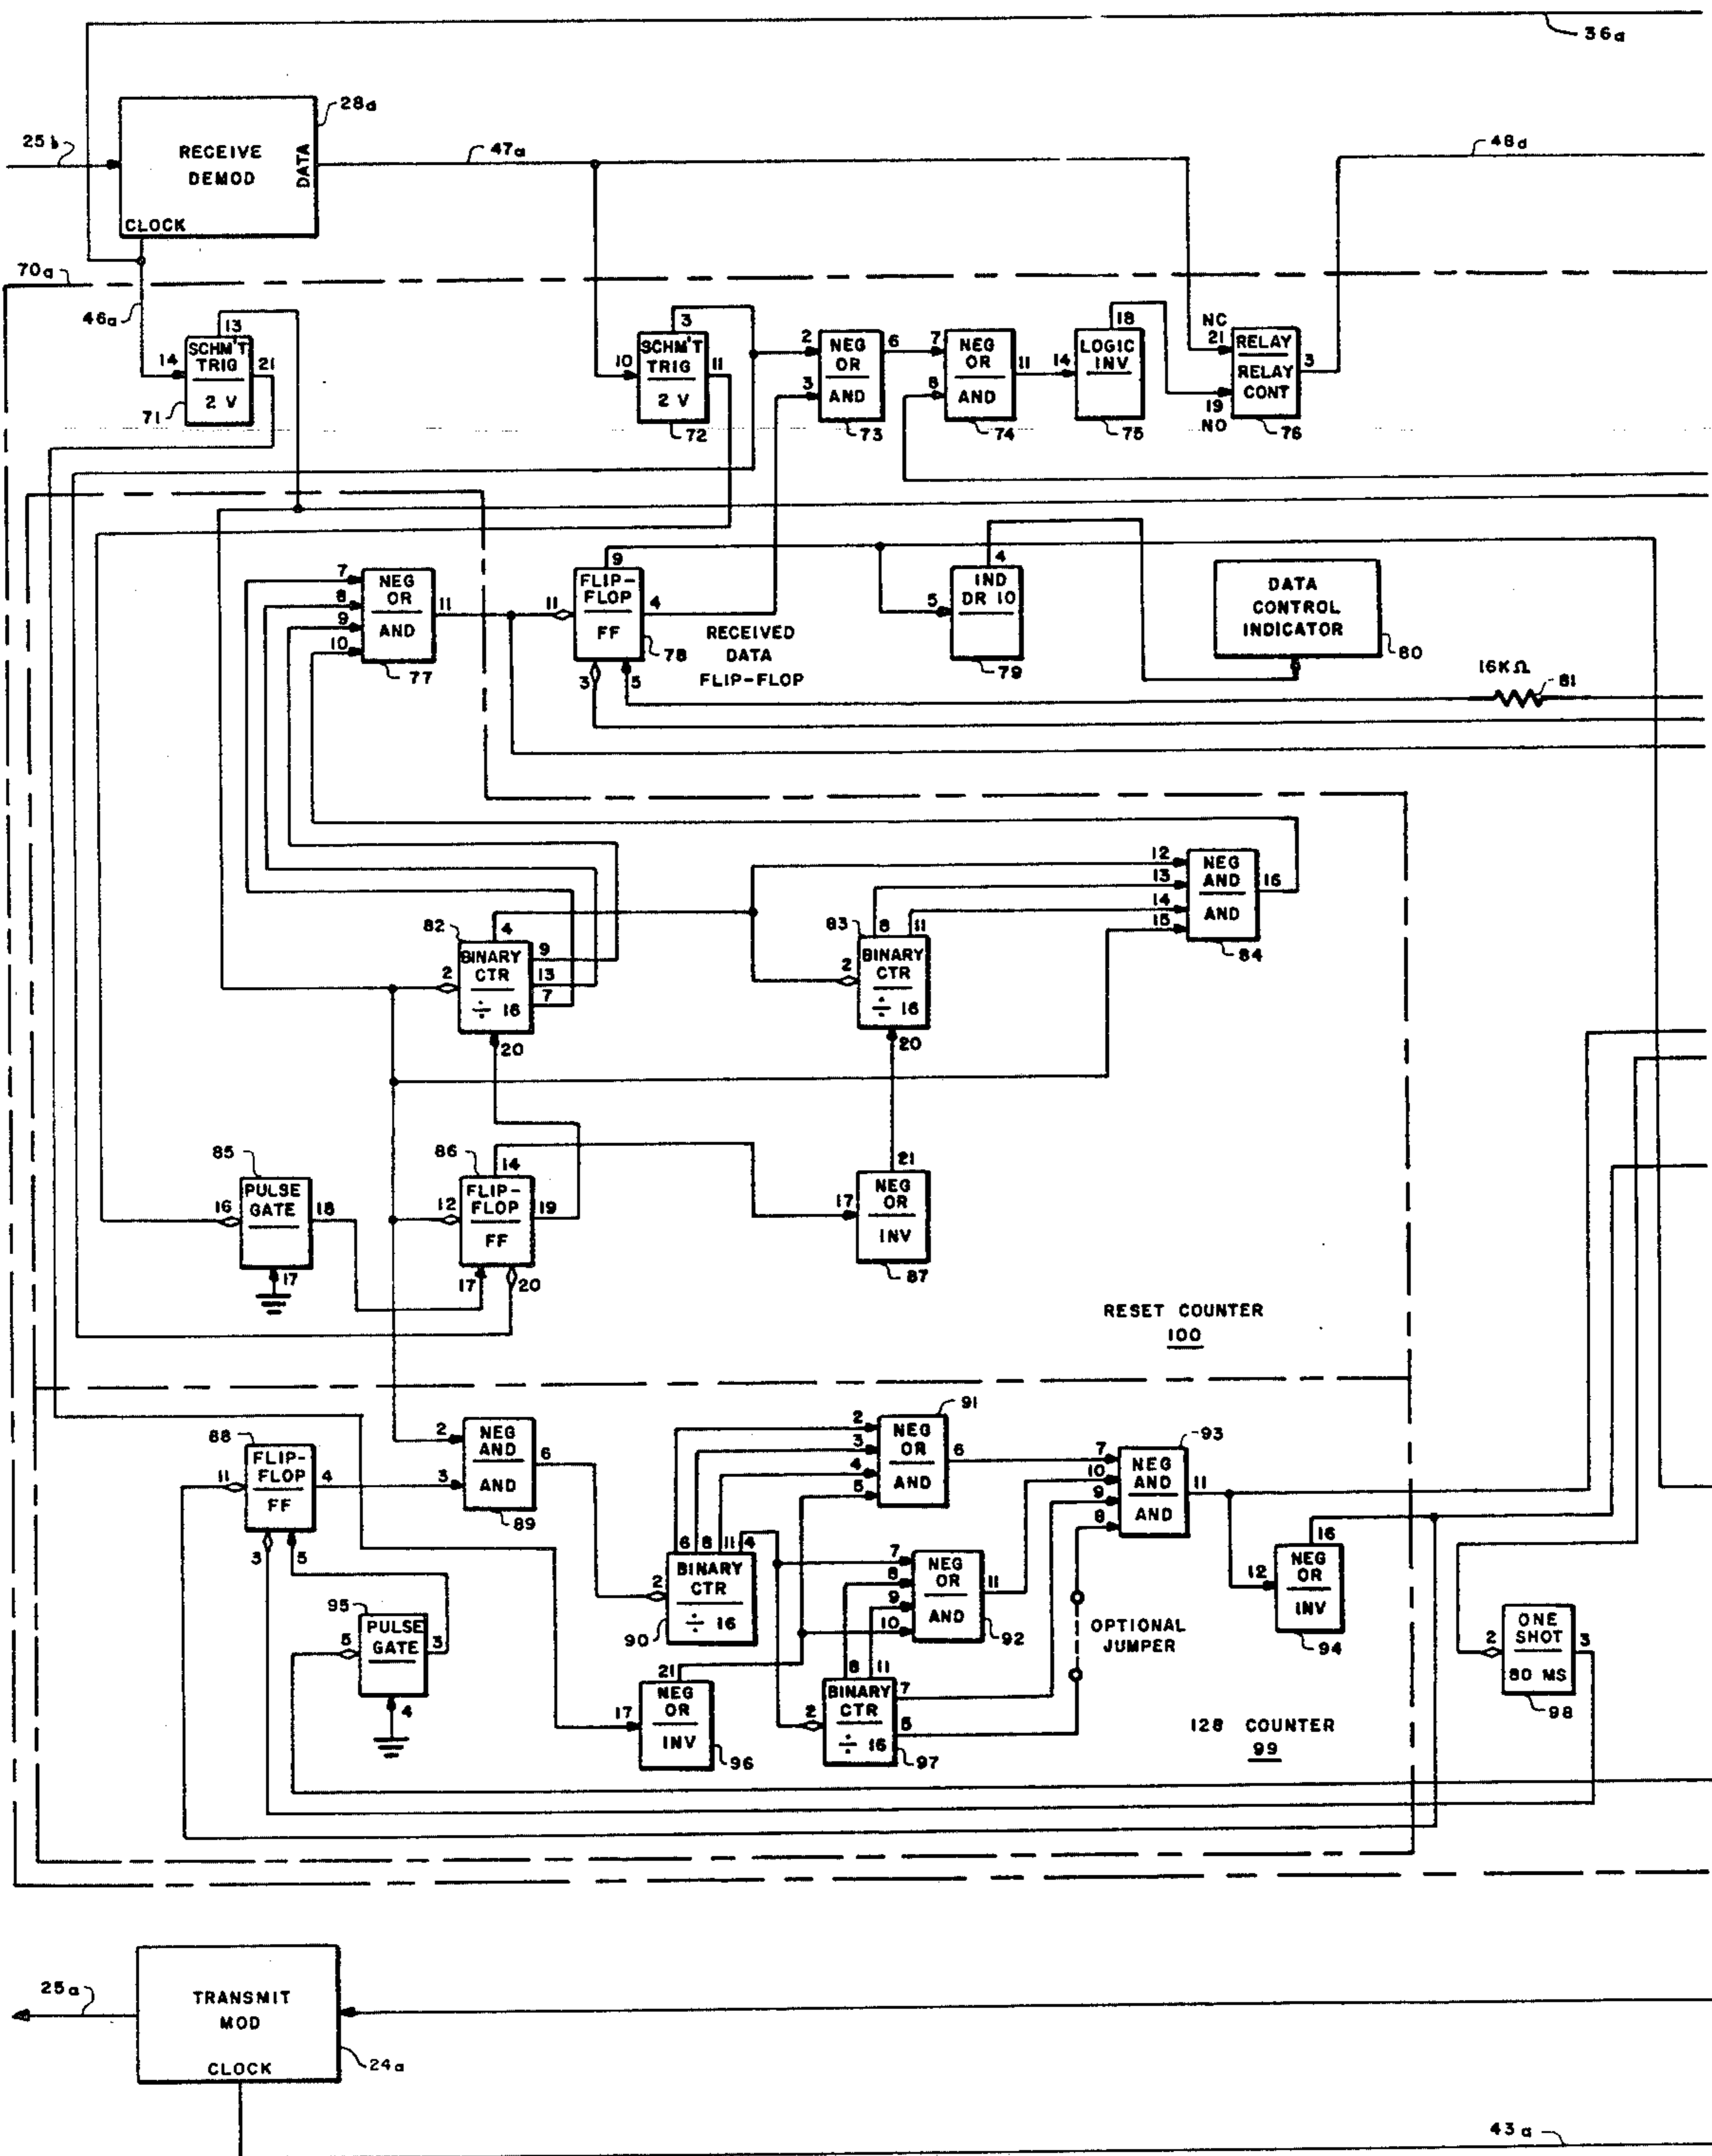 36a
28d
25b
RECEIVE
DEMOD
DATA
CLOCK
47a
48d
70a
46a
13
14
SCHM'T
TRIG
2 V
21
71
3
10
SCHM'T
TRIG
2 V
11
72
2
3
NEG
OR
AND
6
73
7
8
NEG
OR
AND
11
74
18
14
LOGIC
INV
75
NC
21
RELAY
RELAY
CONT
3
19
NO
76
7
8
9
10
NEG
OR
AND
11
77
9
11
FLIP-
FLOP
FF
4
78
3
5
RECEIVED
DATA
FLIP-FLOP
4
5
IND
DR 10
79
DATA
CONTROL
INDICATOR
80
16KΩ
81
12
13
14
15
NEG
AND
AND
16
84
82
4
2
BINARY
CTR
÷ 16
9
13
7
20
83
8
11
2
BINARY
CTR
÷ 16
20
85
16
PULSE
GATE
18
17
86
14
12
FLIP-
FLOP
FF
19
17
20
21
17
NEG
OR
INV
87
RESET COUNTER
100
88
11
FLIP-
FLOP
FF
4
3
5
2
3
NEG
AND
AND
6
89
91
2
3
4
5
NEG
OR
AND
6
93
7
10
9
8
NEG
AND
AND
11
6
8
11
4
2
BINARY
CTR
÷ 16
90
7
8
9
10
NEG
OR
AND
11
92
16
12
NEG
OR
INV
94
95
5
PULSE
GATE
3
4
OPTIONAL
JUMPER
2
ONE
SHOT
80 MS
3
98
21
17
NEG
OR
INV
96
8
11
2
BINARY
CTR
÷ 16
7
5
97
128 COUNTER
99
25a
TRANSMIT
MOD
CLOCK
24a
43a